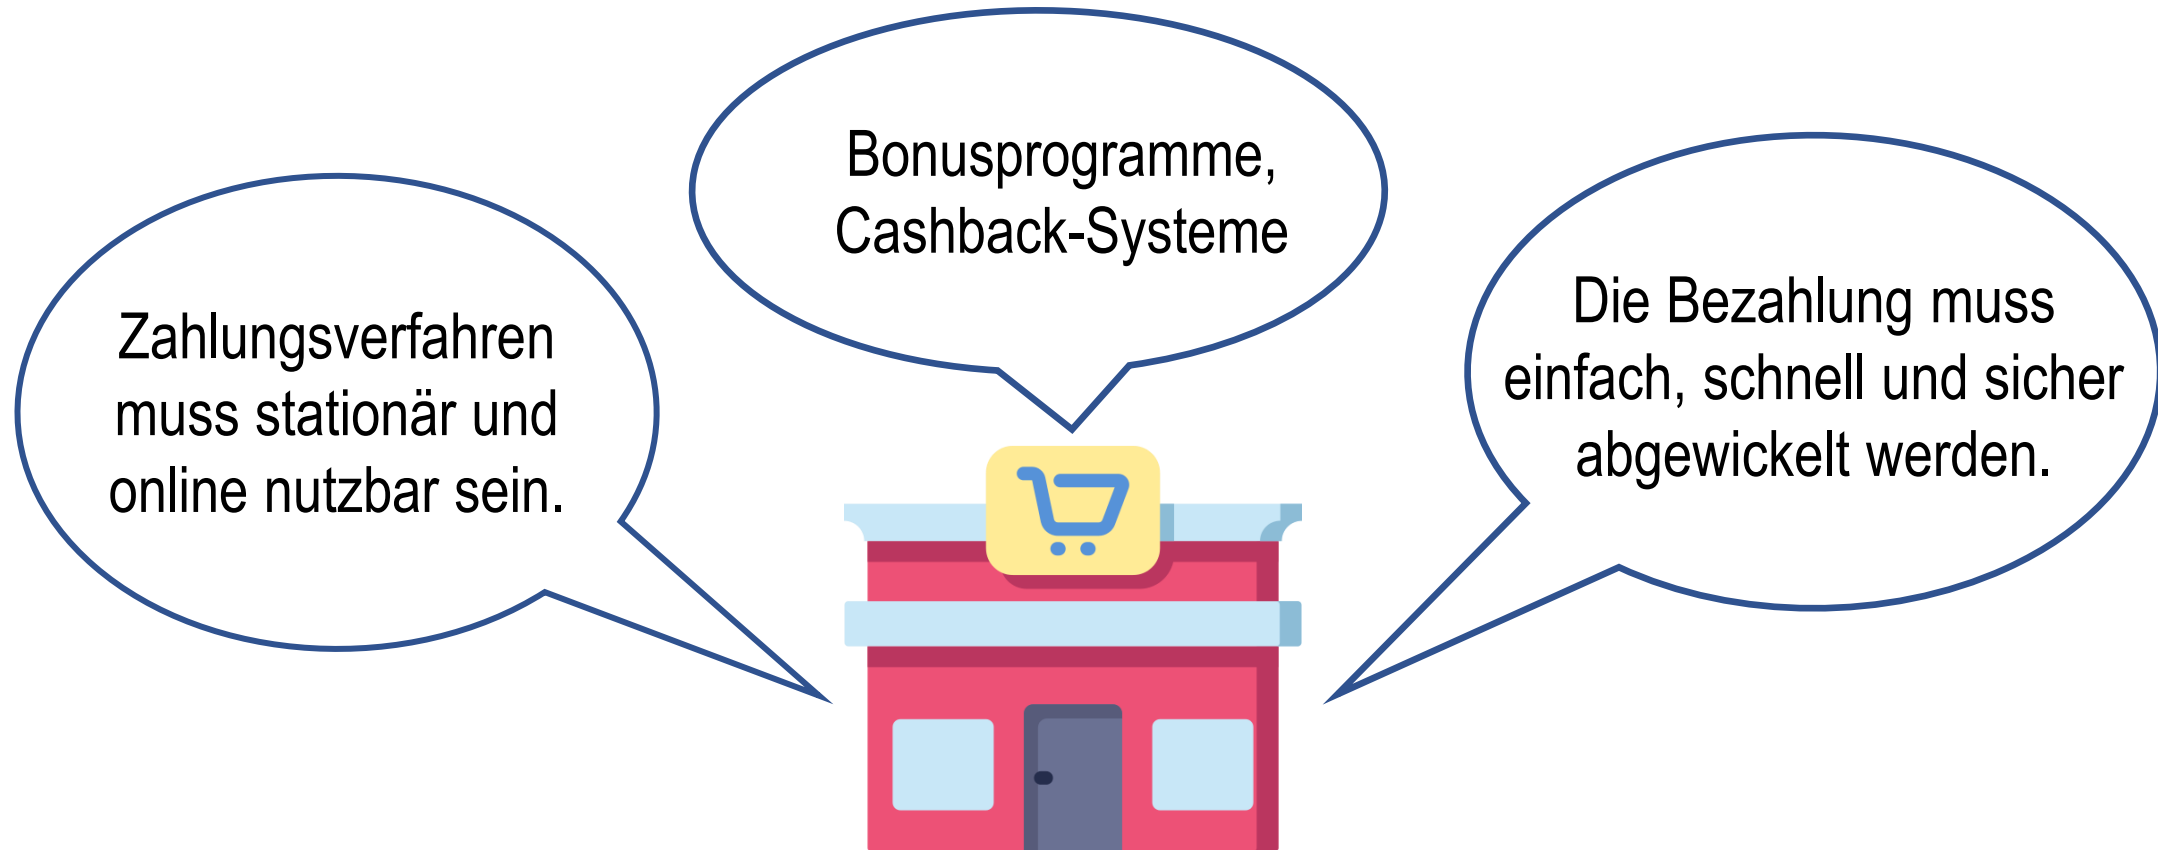 Zahlungsverfahren
muss stationär und
online nutzbar sein.
Bonusprogramme,
Cashback-Systeme
Die Bezahlung muss
einfach, schnell und sicher
abgewickelt werden.